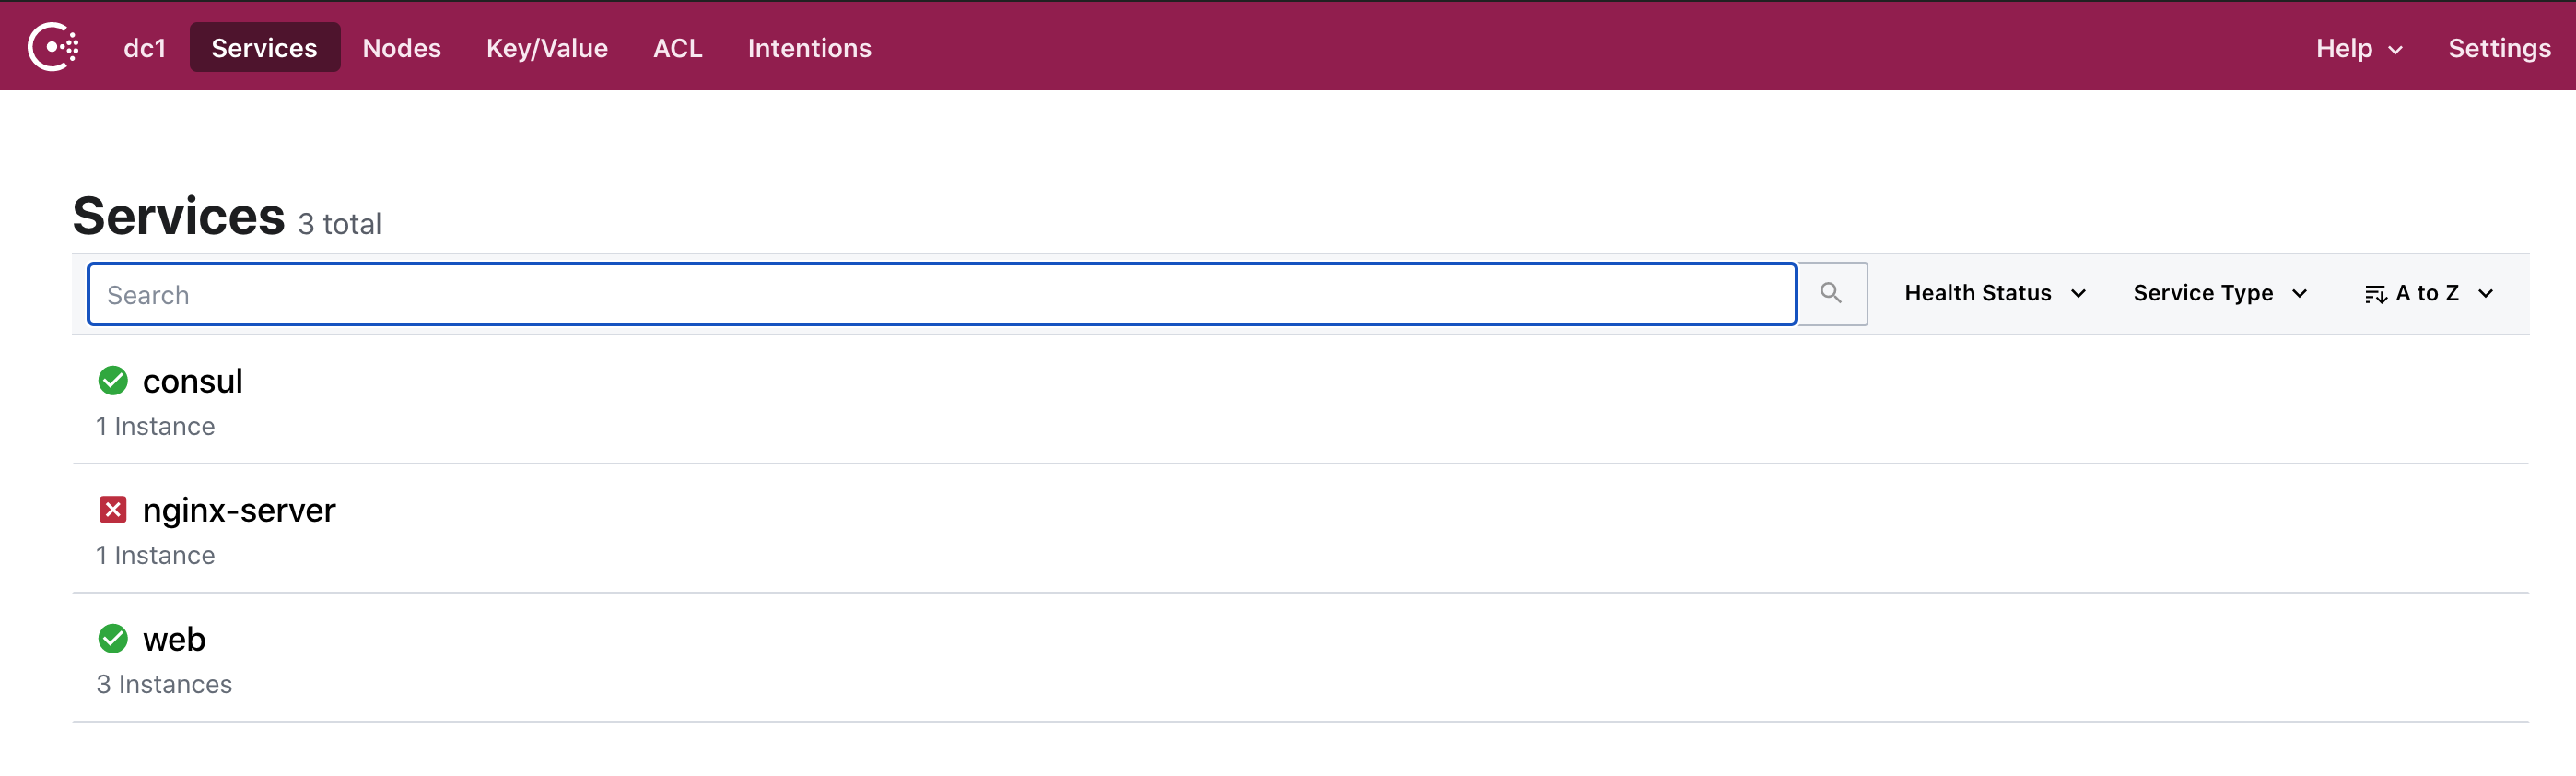 dc1 Services Nodes Key/Value ACL Intentions Help Settings
Services 3 total
Search Health Status Service Type A to Z
consul
1 Instance
nginx-server
1 Instance
web
3 Instances